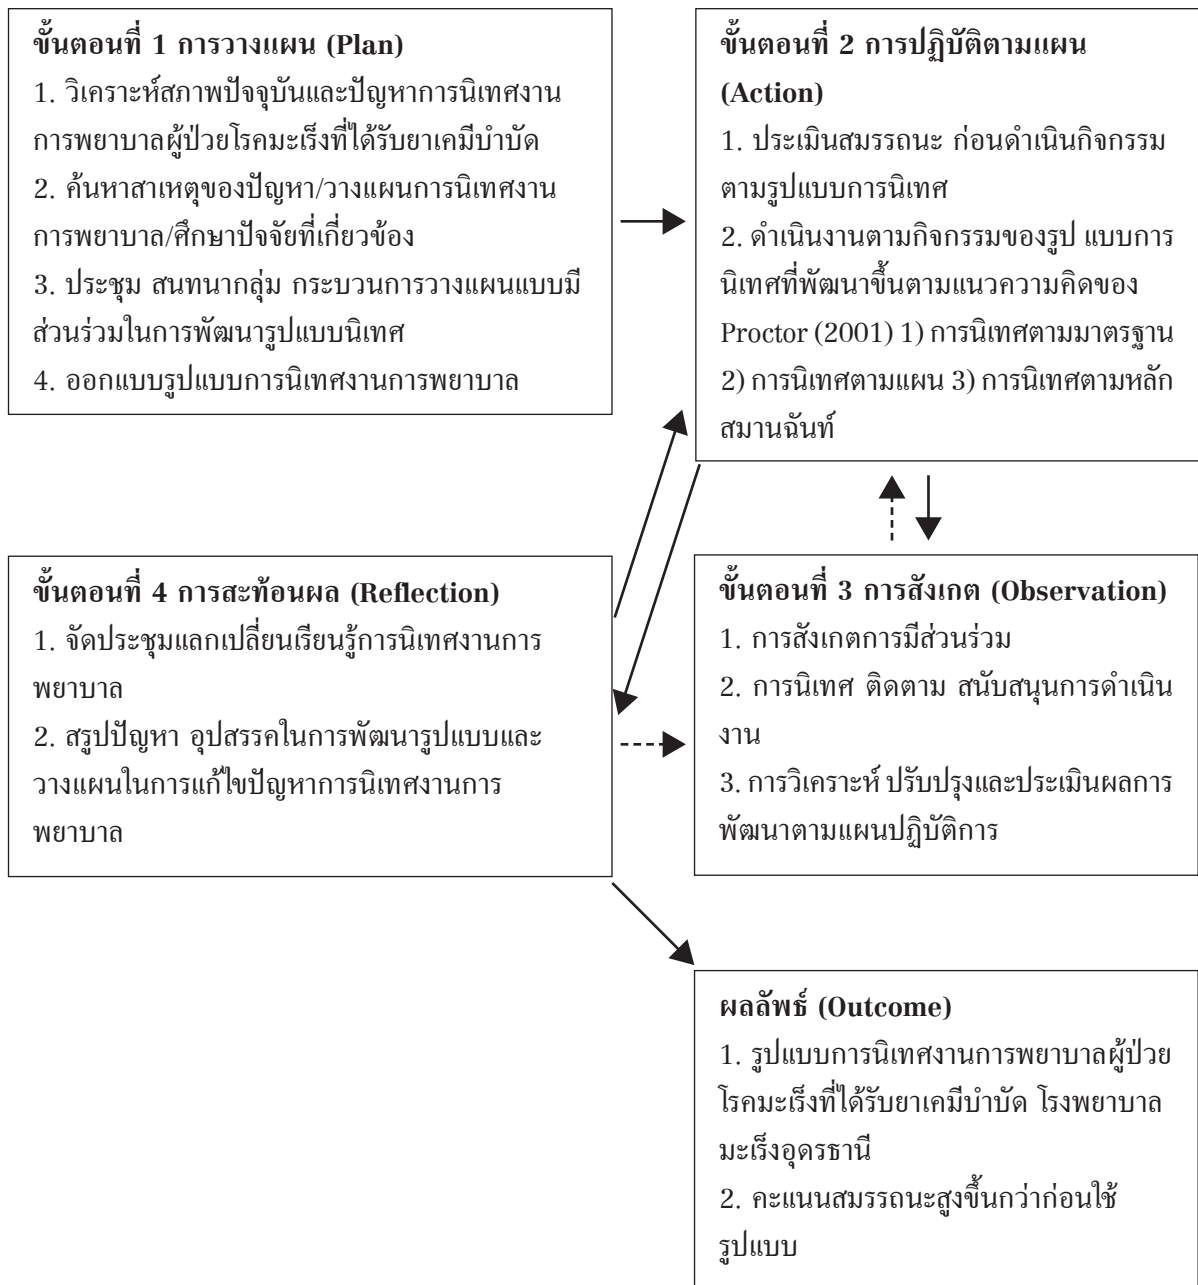 ขั้นตอนที่ 1 การวางแผน (Plan)
1. วิเคราะห์สภาพปัจจุบันและปัญหาการนิเทศงาน
การพยาบาลผู้ป่วยโรคมะเร็งที่ได้รับยาเคมีบำบัด
2. ค้นหาสาเหตุของปัญหา/วางแผนการนิเทศงาน
การพยาบาล/ศึกษาปัจจัยที่เกี่ยวข้อง
3. ประชุม สนทนากลุ่ม กระบวนการวางแผนแบบมี
ส่วนร่วมในการพัฒนารูปแบบนิเทศ
4. ออกแบบรูปแบบการนิเทศงานการพยาบาล
ขั้นตอนที่ 2 การปฏิบัติตามแผน
(Action)
1. ประเมินสมรรถนะ ก่อนดำเนินกิจกรรม
ตามรูปแบบการนิเทศ
2. ดำเนินงานตามกิจกรรมของรูป แบบการ
นิเทศที่พัฒนาขึ้นตามแนวความคิดของ
Proctor (2001) 1) การนิเทศตามมาตรฐาน
2) การนิเทศตามแผน 3) การนิเทศตามหลัก
สมานฉันท์
ขั้นตอนที่ 4 การสะท้อนผล (Reflection)
1. จัดประชุมแลกเปลี่ยนเรียนรู้การนิเทศงานการ
พยาบาล
2. สรุปปัญหา อุปสรรคในการพัฒนารูปแบบและ
วางแผนในการแก้ไขปัญหาการนิเทศงานการ
พยาบาล
ขั้นตอนที่ 3 การสังเกต (Observation)
1. การสังเกตการมีส่วนร่วม
2. การนิเทศ ติดตาม สนับสนุนการดำเนิน
งาน
3. การวิเคราะห์ ปรับปรุงและประเมินผลการ
พัฒนาตามแผนปฏิบัติการ
ผลลัพธ์ (Outcome)
1. รูปแบบการนิเทศงานการพยาบาลผู้ป่วย
โรคมะเร็งที่ได้รับยาเคมีบำบัด โรงพยาบาล
มะเร็งอุดรธานี
2. คะแนนสมรรถนะสูงขึ้นกว่าก่อนใช้
รูปแบบ